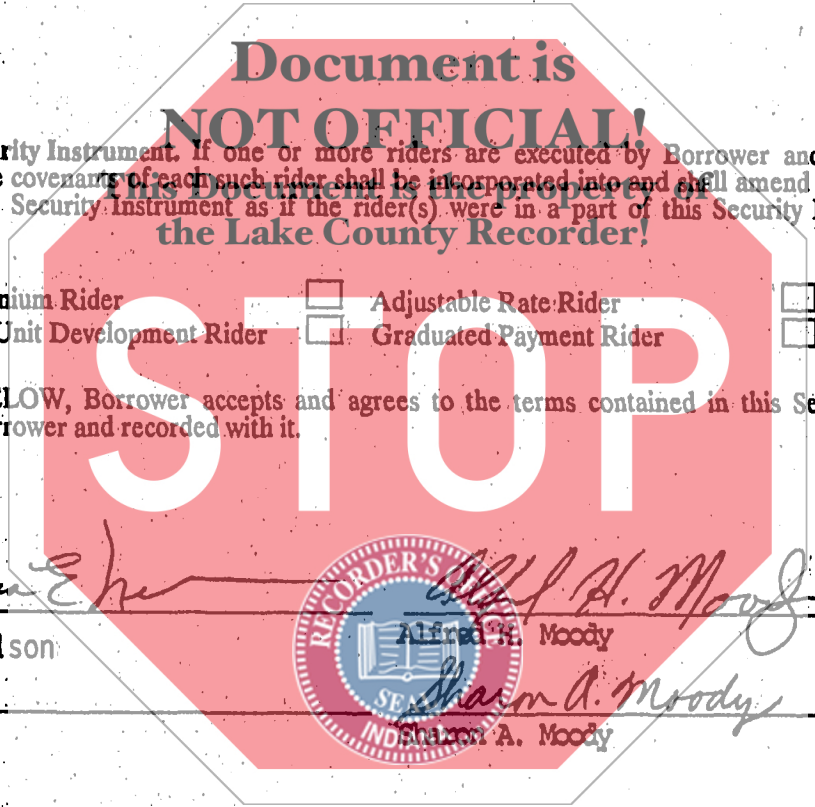 Document is
NOT OFFICIAL!
rity Instrument. If one or more riders are executed by Borrower and
covenants of each such rider shall be incorporated into and shall amend
This Document is the property of
Security Instrument as if the rider(s) were in a part of this Security
the Lake County Recorder!
nium Rider Adjustable Rate Rider
Unit Development Rider Graduated Payment Rider
STOP
LOW, Borrower accepts and agrees to the terms contained in this Se
rower and recorded with it.
Alfred H. Moody
RECORDER'S OFFICE
son Alfred H. Moody
Sharon A. Moody
SEAL
INDIANA
Sharon A. Moody